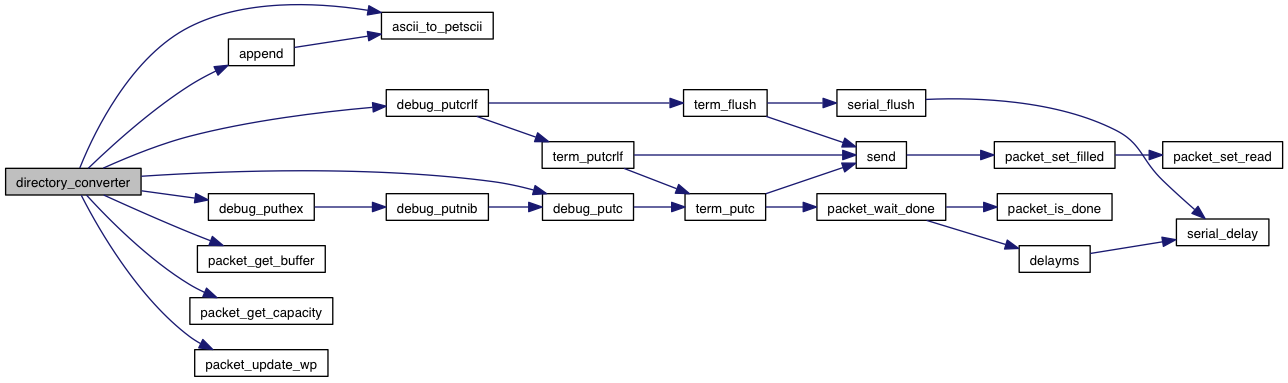 ascii_to_petscii
append
debug_putcrlf
term_flush
serial_flush
term_putcrlf
send
packet_set_filled
packet_set_read
directory_converter
debug_puthex
debug_putnib
debug_putc
term_putc
packet_wait_done
packet_is_done
serial_delay
packet_get_buffer
delayms
packet_get_capacity
packet_update_wp